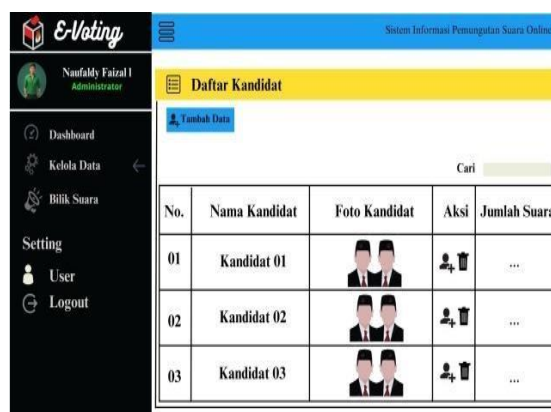 E-Voting
Sistem Informasi Pemungutan Suara Online
Naufaldy Faizal I
Administrator
Daftar Kandidat
Tambah Data
Dashboard
Kelola Data
Bilik Suara
Setting
User
Logout
Cari
No. Nama Kandidat Foto Kandidat Aksi Jumlah Suara
01 Kandidat 01 ...
02 Kandidat 02 ...
03 Kandidat 03 ...